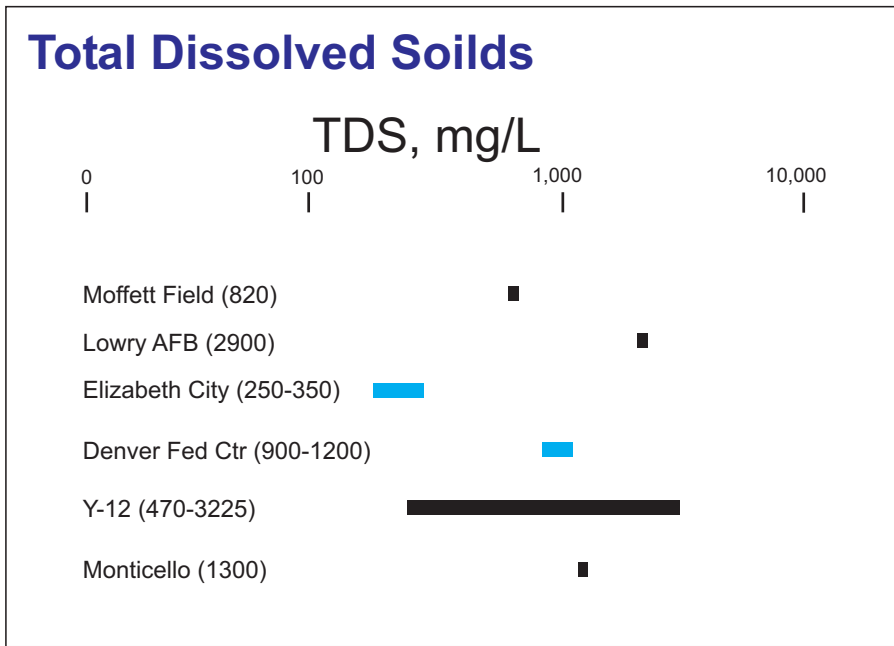 Total Dissolved Soilds
TDS, mg/L
0 100 1,000 10,000
Moffett Field (820)
Lowry AFB (2900)
Elizabeth City (250-350)
Denver Fed Ctr (900-1200)
Y-12 (470-3225)
Monticello (1300)